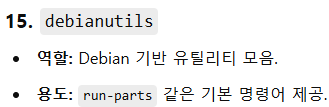 15. debianutils
• 역할: Debian 기반 유틸리티 모음.
• 용도: run-parts 같은 기본 명령어 제공.